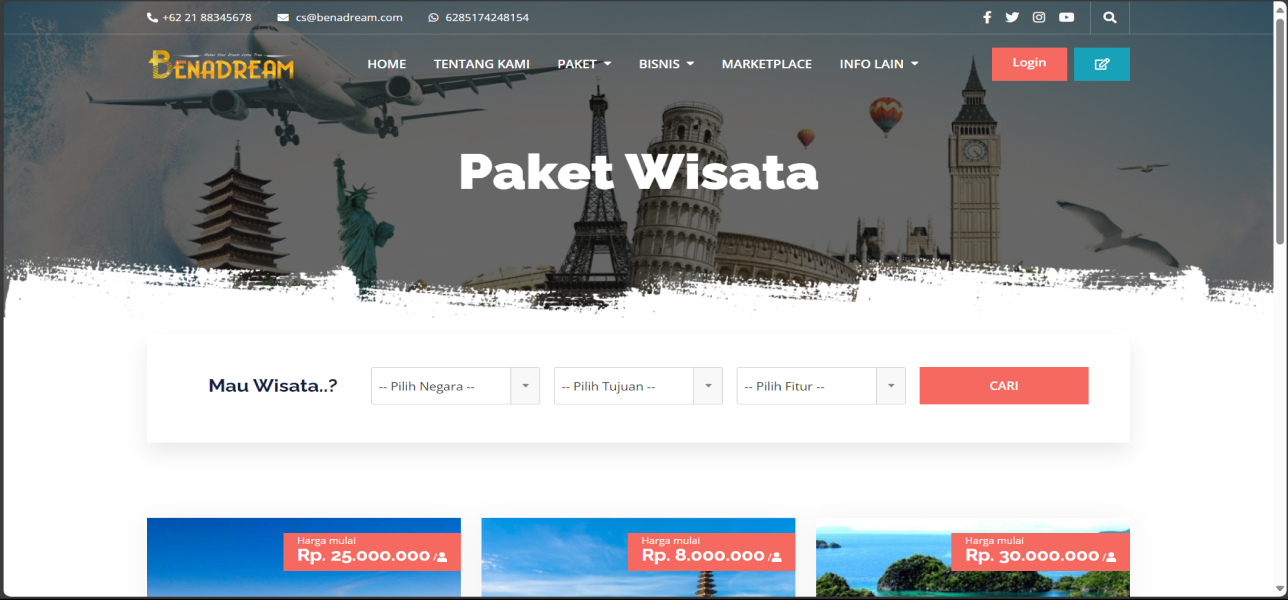 +62 21 88345678 cs@benadream.com 6285174248154
BENADREAM
HOME TENTANG KAMI PAKET BISNIS MARKETPLACE INFO LAIN Login
Paket Wisata
Mau Wisata..? -- Pilih Negara -- -- Pilih Tujuan -- -- Pilih Fitur -- CARI
Harga mulai
Rp. 25.000.000 /
Harga mulai
Rp. 8.000.000 /
Harga mulai
Rp. 30.000.000 /